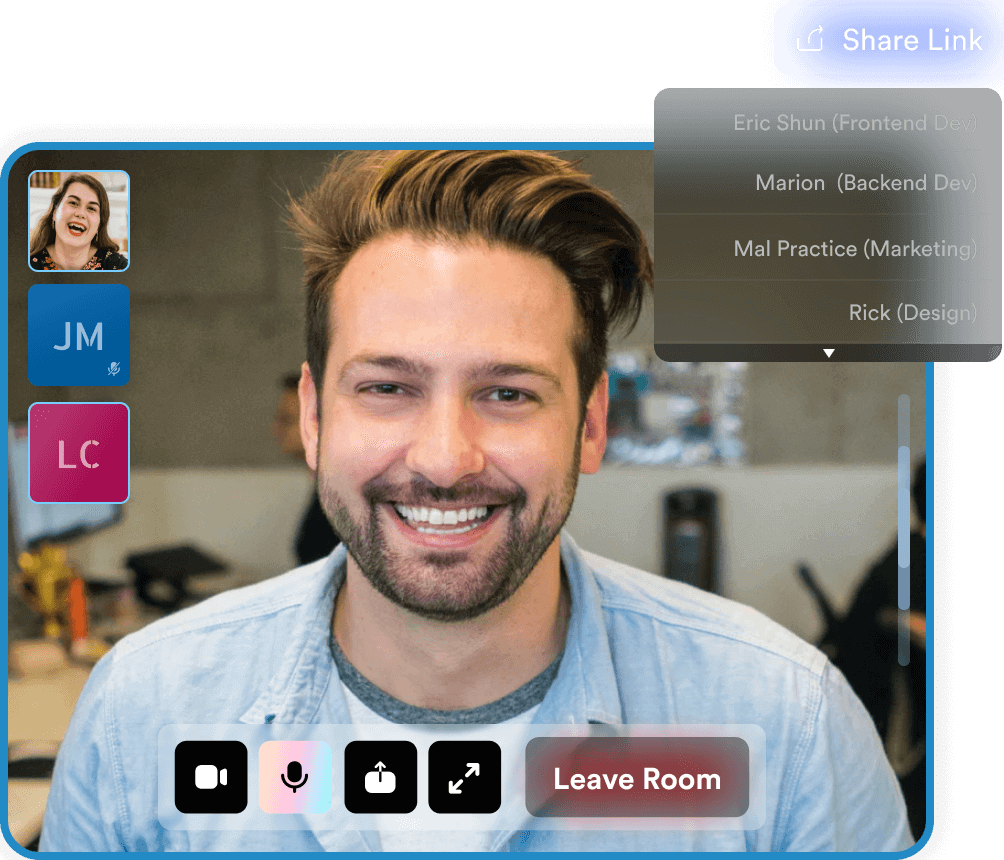 Share Link
Eric Shun (Frontend Dev)
Marion (Backend Dev)
Mal Practice (Marketing)
Rick (Design)
JM
LC
Leave Room